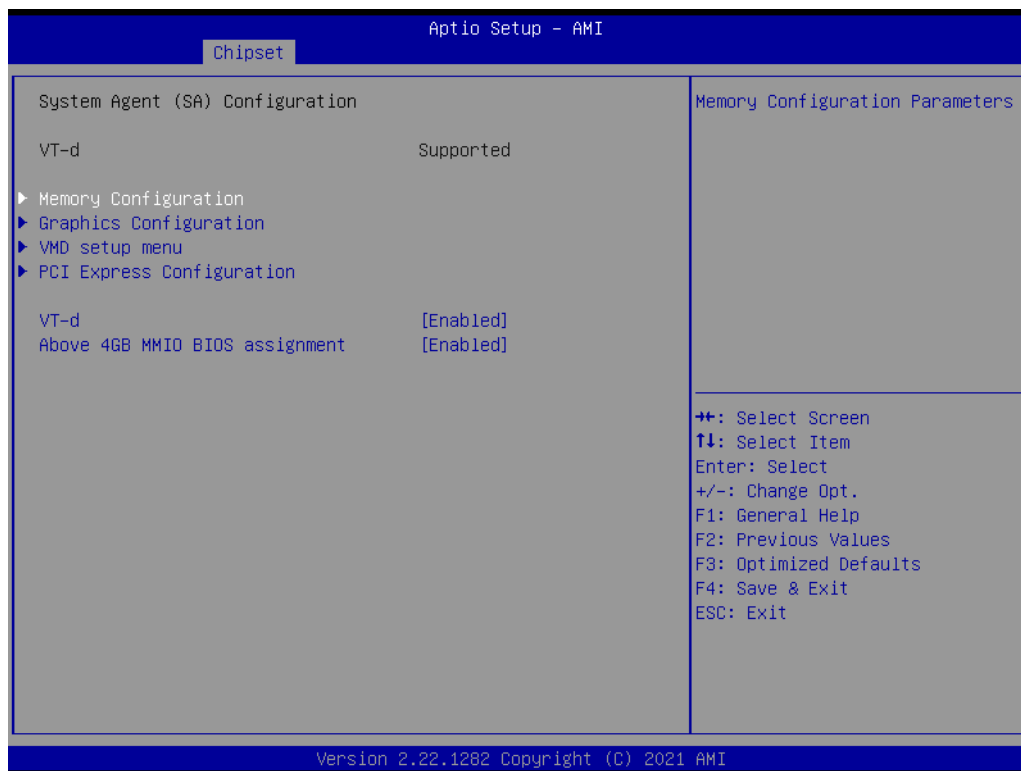 Aptio Setup - AMI
Chipset
System Agent (SA) Configuration
VT-d Supported
Memory Configuration
Graphics Configuration
VMD setup menu
PCI Express Configuration
VT-d [Enabled]
Above 4GB MMIO BIOS assignment [Enabled]
Memory Configuration Parameters
→←: Select Screen
↑↓: Select Item
Enter: Select
+/-: Change Opt.
F1: General Help
F2: Previous Values
F3: Optimized Defaults
F4: Save & Exit
ESC: Exit
Version 2.22.1282 Copyright (C) 2021 AMI